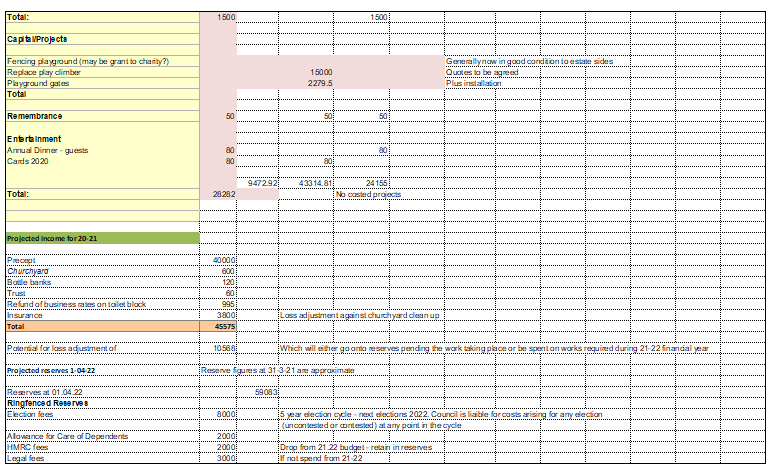 Total: 1500 1500
Capital/Projects
Fencing playground (may be grant to charity?) Generally now in good condition to estate sides
Replace play climber 15000 Quotes to be agreed
Playground gates 2279.5 Plus installation
Total
Remembrance 50 50 50
Entertainment
Annual Dinner - guests 80 80
Cards 2020 80 80
9472.92 43314.81 24155
Total: 28282 No costed projects
Projected income for 20-21
Precept 40000
Churchyard 600
Bottle banks 120
Trust 60
Refund of business rates on toilet block 995
Insurance 3800 Loss adjustment against churchyard clean up
Total 45575
Potential for loss adjustment of 10568 Which will either go onto reserves pending the work taking place or be spent on works required during 21-22 financial year
Projected reserves 1-04-22 Reserve figures at 31-3-21 are approximate
Reserves at 01.04.22 59083
Ringfenced Reserves
Election fees 8000 5 year election cycle - next elections 2022. Council is liaible for costs arising for any election
(uncontested or contested) at any point in the cycle
Allowance for Care of Dependents 2000
HMRC fees 2000 Drop from 21.22 budget - retain in reserves
Legal fees 3000 If not spend from 21-22